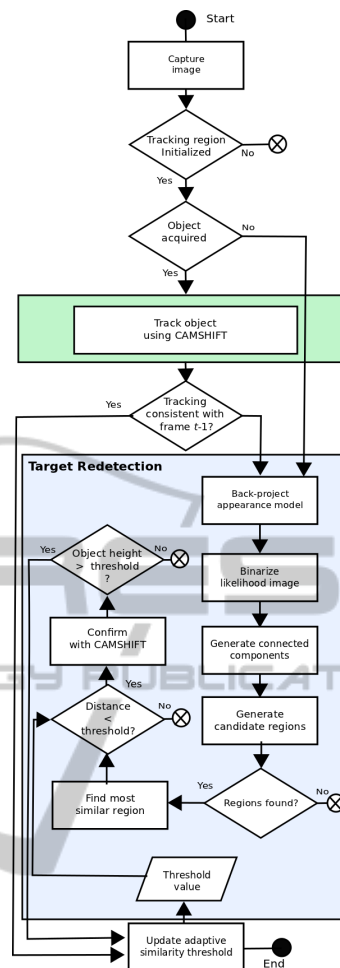 Start
Capture
image
Tracking region
Initialized
No
Yes
Object
acquired
No
Yes
Track object
using CAMSHIFT
Yes
Tracking
consistent with
frame t-1?
Target Redetection
Back-project
appearance model
Yes
Object height
> threshold
?
No
Binarize
likelihood image
Confirm
with CAMSHIFT
Generate connected
components
Yes
Distance
<
threshold?
No
Generate
candidate regions
Find most
similar region
Yes
Regions found?
No
Threshold
value
Update adaptive
similarity threshold
End